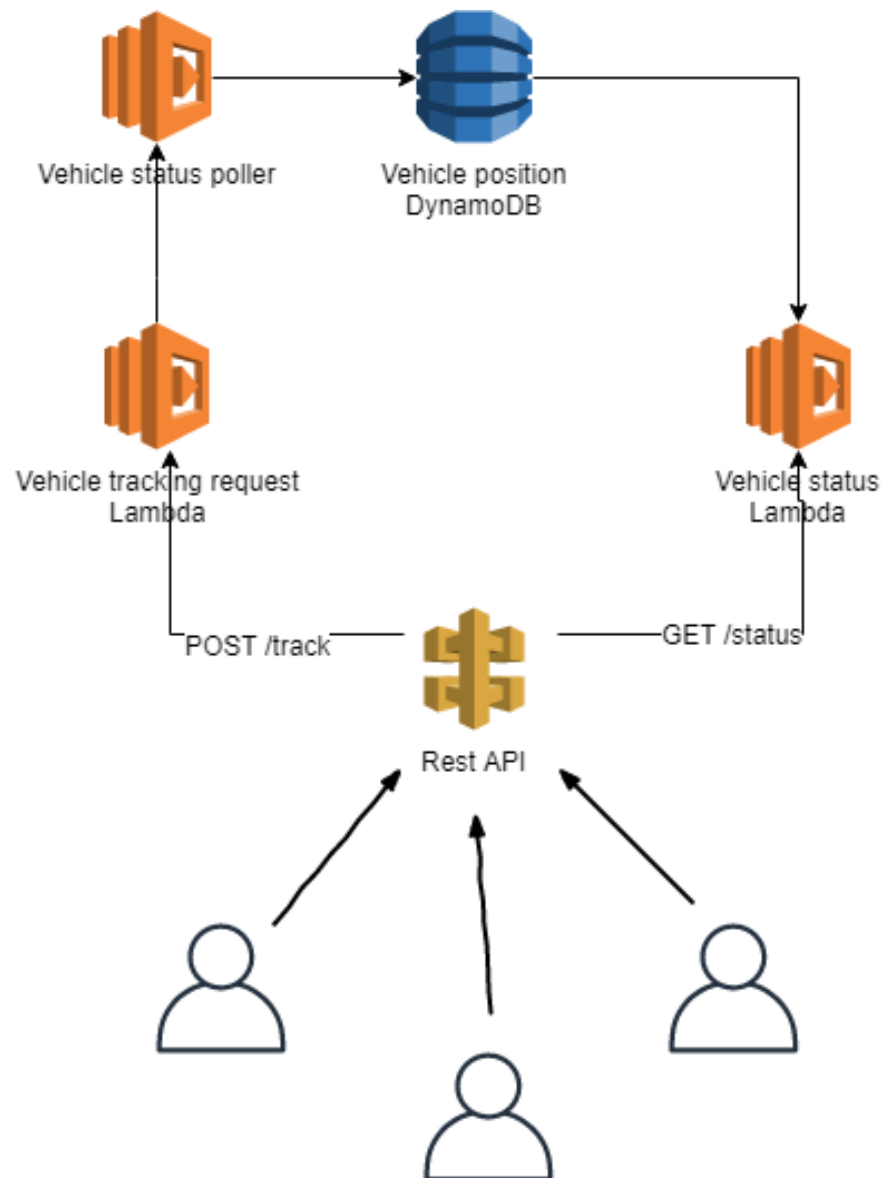 Vehicle status poller
Vehicle position
DynamoDB
Vehicle tracking request
Lambda
Vehicle status
Lambda
POST /track
GET /status
Rest API